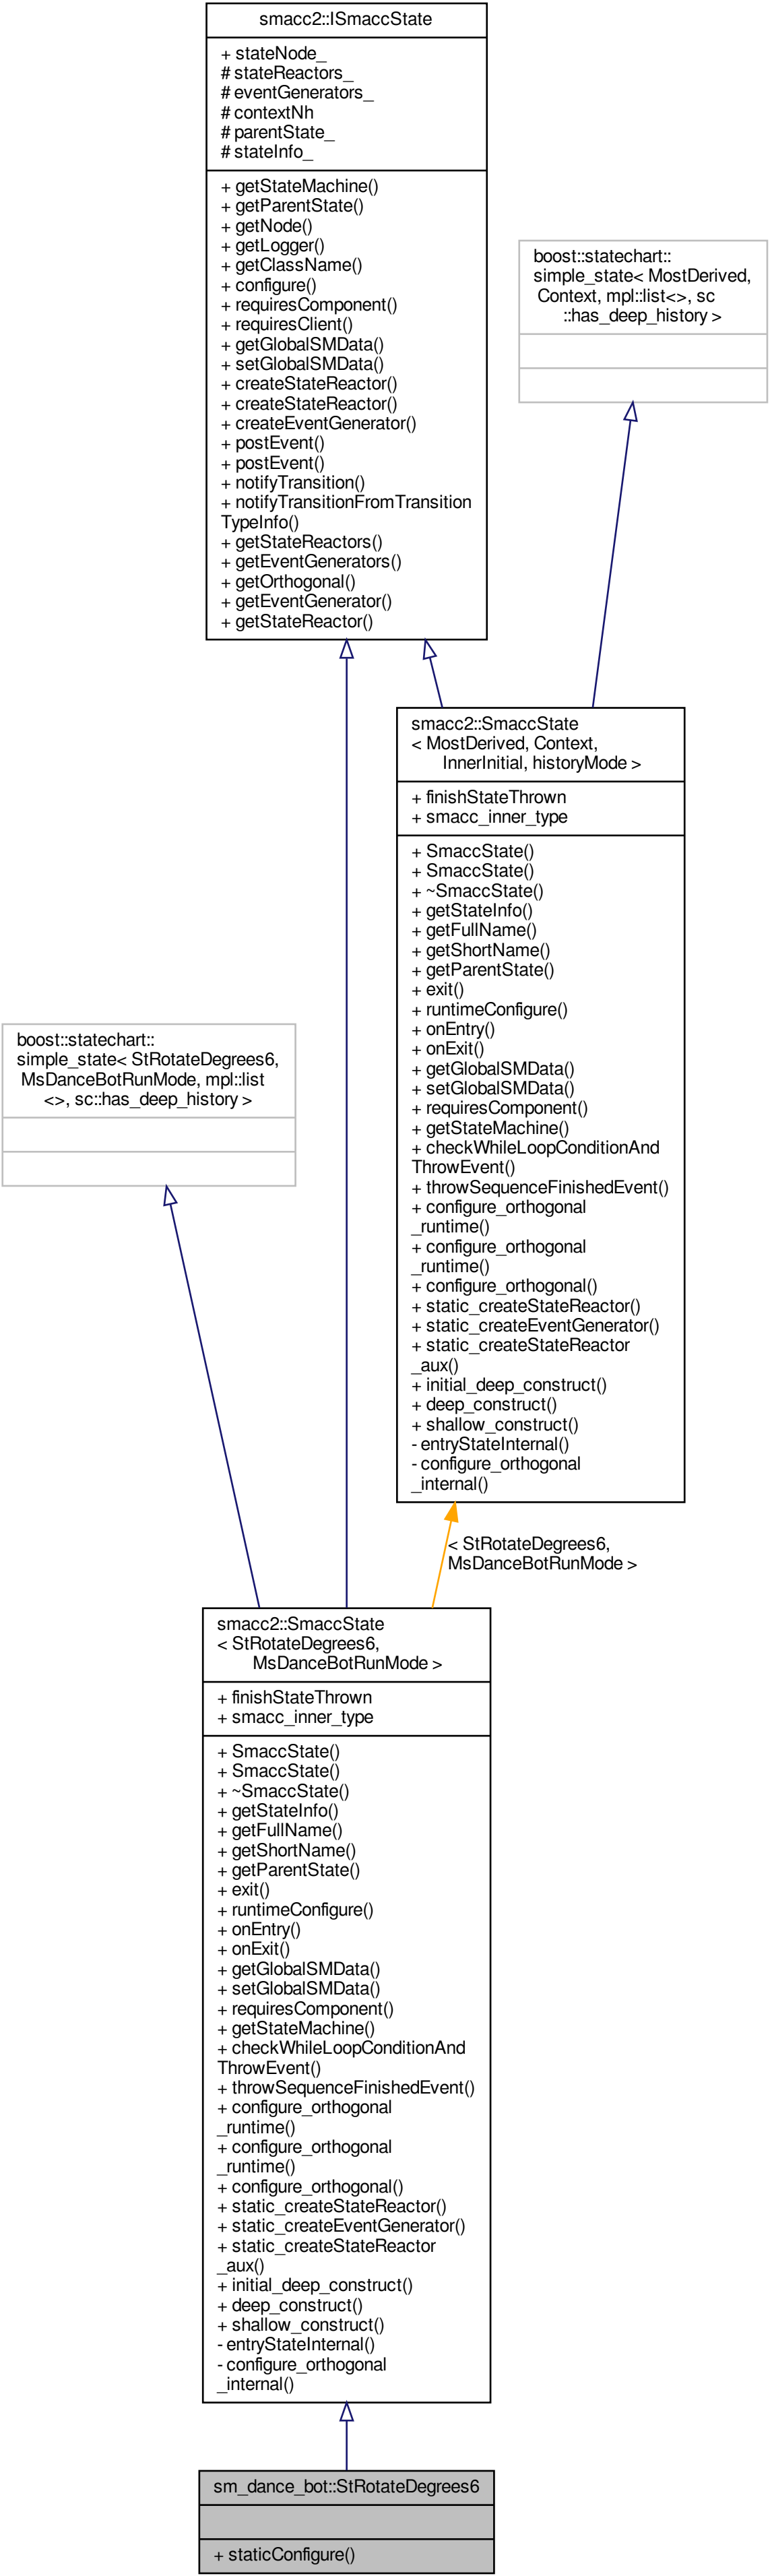 smacc2::ISmaccState
+ stateNode_
# stateReactors_
# eventGenerators_
# contextNh
# parentState_
# stateInfo_
+ getStateMachine()
+ getParentState()
+ getNode()
+ getLogger()
+ getClassName()
+ configure()
+ requiresComponent()
+ requiresClient()
+ getGlobalSMData()
+ setGlobalSMData()
+ createStateReactor()
+ createStateReactor()
+ createEventGenerator()
+ postEvent()
+ postEvent()
+ notifyTransition()
+ notifyTransitionFromTransition
TypeInfo()
+ getStateReactors()
+ getEventGenerators()
+ getOrthogonal()
+ getEventGenerator()
+ getStateReactor()
boost::statechart::
simple_state< MostDerived,
Context, mpl::list<>, sc
::has_deep_history >
smacc2::SmaccState
< MostDerived, Context,
InnerInitial, historyMode >
+ finishStateThrown
+ smacc_inner_type
+ SmaccState()
+ SmaccState()
+ ~SmaccState()
+ getStateInfo()
+ getFullName()
+ getShortName()
+ getParentState()
+ exit()
+ runtimeConfigure()
+ onEntry()
+ onExit()
+ getGlobalSMData()
+ setGlobalSMData()
+ requiresComponent()
+ getStateMachine()
+ checkWhileLoopConditionAnd
ThrowEvent()
+ throwSequenceFinishedEvent()
+ configure_orthogonal
_runtime()
+ configure_orthogonal
_runtime()
+ configure_orthogonal()
+ static_createStateReactor()
+ static_createEventGenerator()
+ static_createStateReactor
_aux()
+ initial_deep_construct()
+ deep_construct()
+ shallow_construct()
- entryStateInternal()
- configure_orthogonal
_internal()
boost::statechart::
simple_state< StRotateDegrees6,
MsDanceBotRunMode, mpl::list
<>, sc::has_deep_history >
< StRotateDegrees6,
MsDanceBotRunMode >
smacc2::SmaccState
< StRotateDegrees6,
MsDanceBotRunMode >
+ finishStateThrown
+ smacc_inner_type
+ SmaccState()
+ SmaccState()
+ ~SmaccState()
+ getStateInfo()
+ getFullName()
+ getShortName()
+ getParentState()
+ exit()
+ runtimeConfigure()
+ onEntry()
+ onExit()
+ getGlobalSMData()
+ setGlobalSMData()
+ requiresComponent()
+ getStateMachine()
+ checkWhileLoopConditionAnd
ThrowEvent()
+ throwSequenceFinishedEvent()
+ configure_orthogonal
_runtime()
+ configure_orthogonal
_runtime()
+ configure_orthogonal()
+ static_createStateReactor()
+ static_createEventGenerator()
+ static_createStateReactor
_aux()
+ initial_deep_construct()
+ deep_construct()
+ shallow_construct()
- entryStateInternal()
- configure_orthogonal
_internal()
sm_dance_bot::StRotateDegrees6
+ staticConfigure()